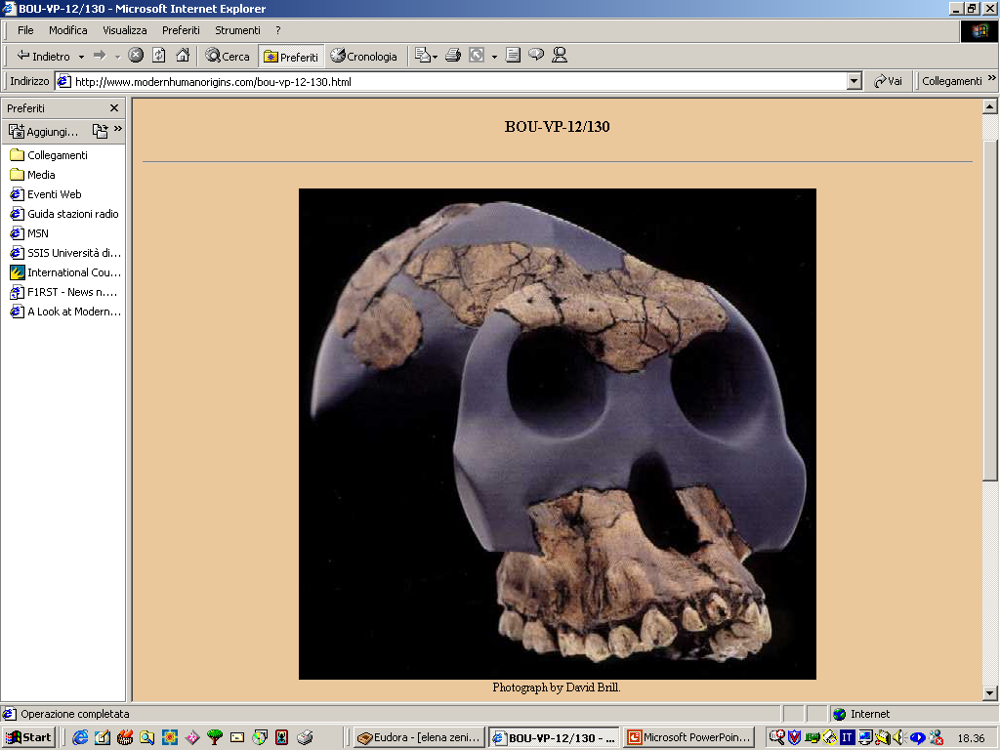 BOU-VP-12/130 - Microsoft Internet Explorer
File Modifica Visualizza Preferiti Strumenti ?
Indietro Cerca Preferiti Cronologia
Indirizzo http://www.modernhumanorigins.com/bou-vp-12-130.html Vai Collegamenti »
Preferiti
Aggiungi... »
Collegamenti
Media
Eventi Web
Guida stazioni radio
MSN
SSIS Università di...
International Cou...
F1RST - News n....
A Look at Modern...
BOU-VP-12/130
Photograph by David Brill.
Operazione completata Internet
Start Eudora - [elena zeni... BOU-VP-12/130 - ... Microsoft PowerPoin... IT 18.36